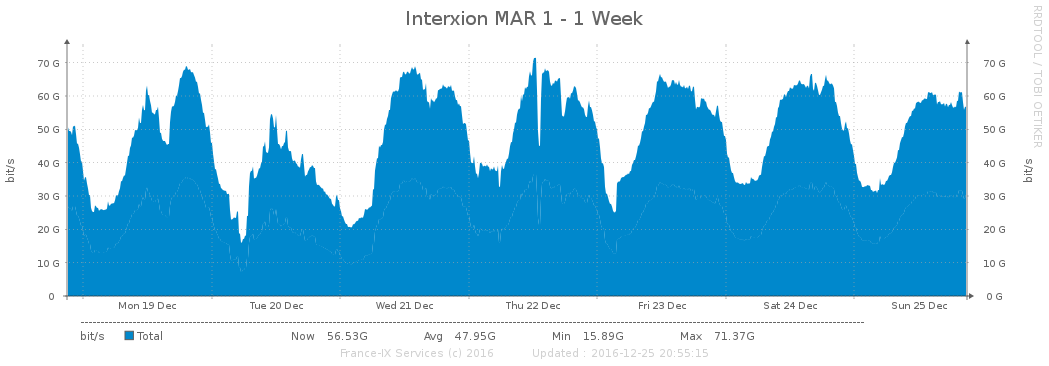 Interxion MAR 1 - 1 Week
RRDTOOL / TOBI OETIKER
bit/s
bit/s
70 G 70 G
60 G 60 G
50 G 50 G
40 G 40 G
30 G 30 G
20 G 20 G
10 G 10 G
0 0 G
Mon 19 Dec Tue 20 Dec Wed 21 Dec Thu 22 Dec Fri 23 Dec Sat 24 Dec Sun 25 Dec
bit/s Total Now 56.53G Avg 47.95G Min 15.89G Max 71.37G
France-IX Services (c) 2016 Updated : 2016-12-25 20:55:15